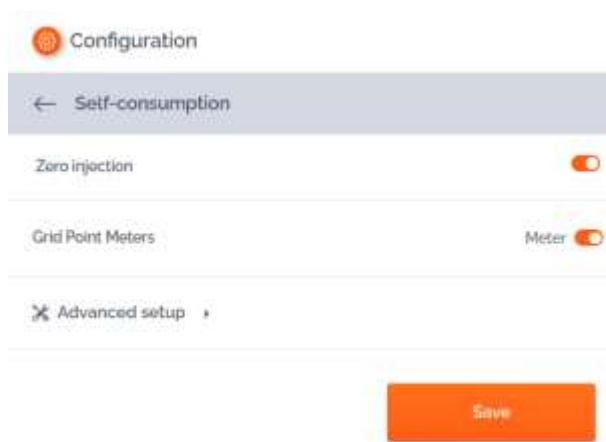 Configuration
Self-consumption
Zero injection
Grid Point Meters Meter
Advanced setup
Save